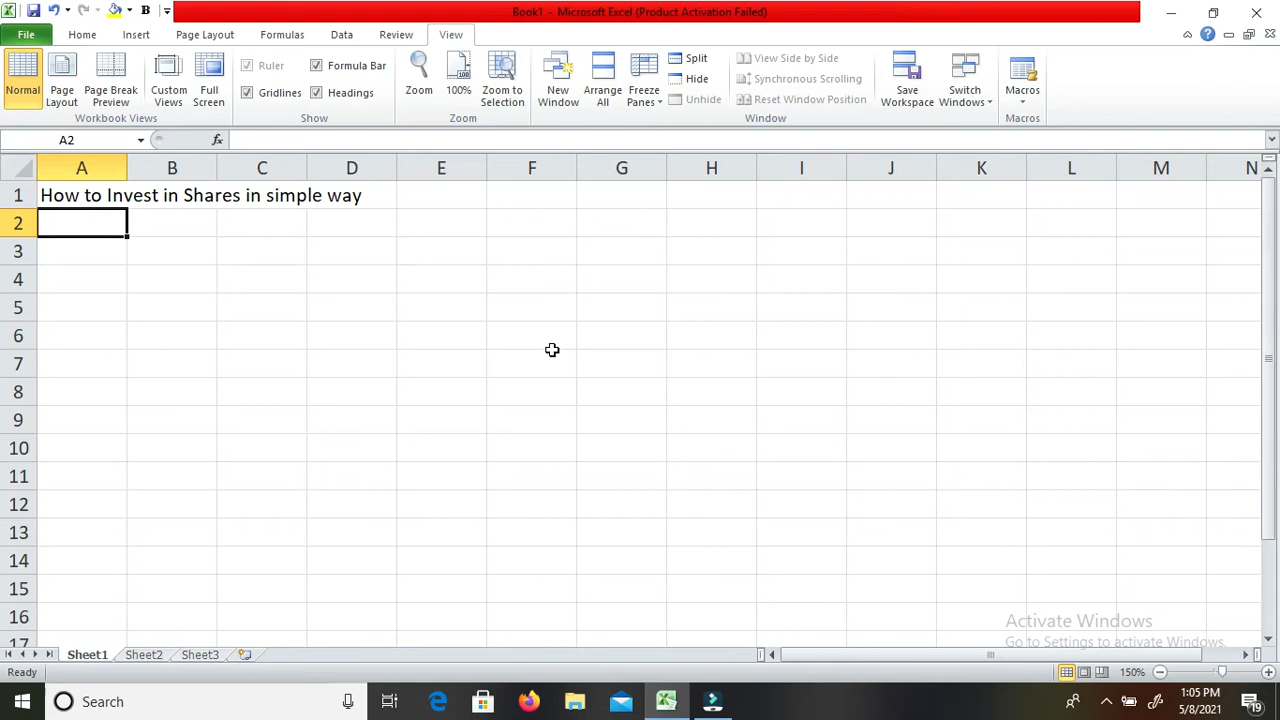 Book1 - Microsoft Excel (Product Activation Failed)
File Home Insert Page Layout Formulas Data Review View
Normal Page Layout Page Break Preview Custom Views Full Screen
Workbook Views
Ruler Formula Bar
Gridlines Headings
Show
Zoom 100% Zoom to Selection
Zoom
New Window Arrange All Freeze Panes
Split
Hide
Unhide
View Side by Side
Synchronous Scrolling
Reset Window Position
Save Workspace Switch Windows
Window
Macros
Macros
A2 fx
A B C D E F G H I J K L M N
1 How to Invest in Shares in simple way
2
3
4
5
6
7
8
9
10
11
12
13
14
15
16
17
Activate Windows
Go to Settings to activate Windows.
Sheet1 Sheet2 Sheet3
Ready 150%
Search 1:05 PM
5/8/2021 19